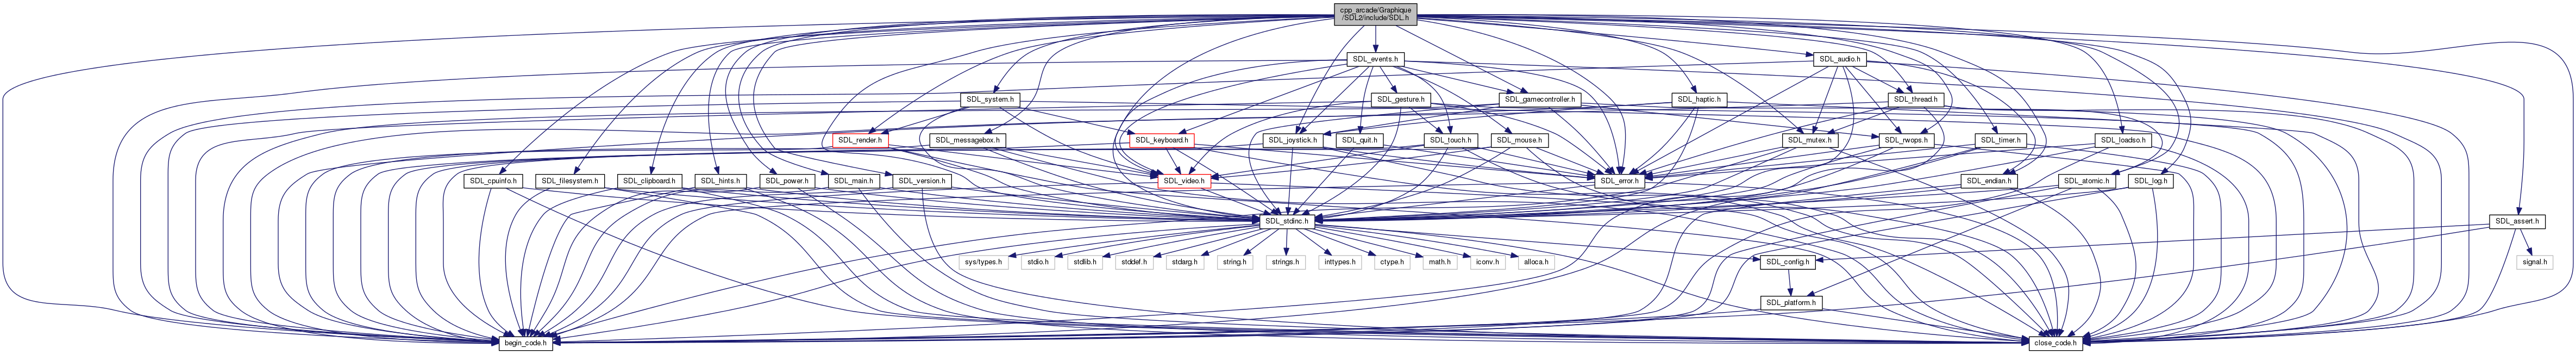 cpp_arcade/Graphique
/SDL2/include/SDL.h
SDL_events.h
SDL_audio.h
SDL_system.h
SDL_gesture.h
SDL_gamecontroller.h
SDL_haptic.h
SDL_thread.h
SDL_render.h
SDL_messagebox.h
SDL_keyboard.h
SDL_joystick.h
SDL_quit.h
SDL_touch.h
SDL_mouse.h
SDL_mutex.h
SDL_rwops.h
SDL_timer.h
SDL_loadso.h
SDL_cpuinfo.h
SDL_filesystem.h
SDL_clipboard.h
SDL_hints.h
SDL_power.h
SDL_main.h
SDL_version.h
SDL_video.h
SDL_error.h
SDL_endian.h
SDL_atomic.h
SDL_log.h
SDL_stdinc.h
SDL_assert.h
sys/types.h
stdio.h
stdlib.h
stddef.h
stdarg.h
string.h
strings.h
inttypes.h
ctype.h
math.h
iconv.h
alloca.h
SDL_config.h
signal.h
SDL_platform.h
begin_code.h
close_code.h